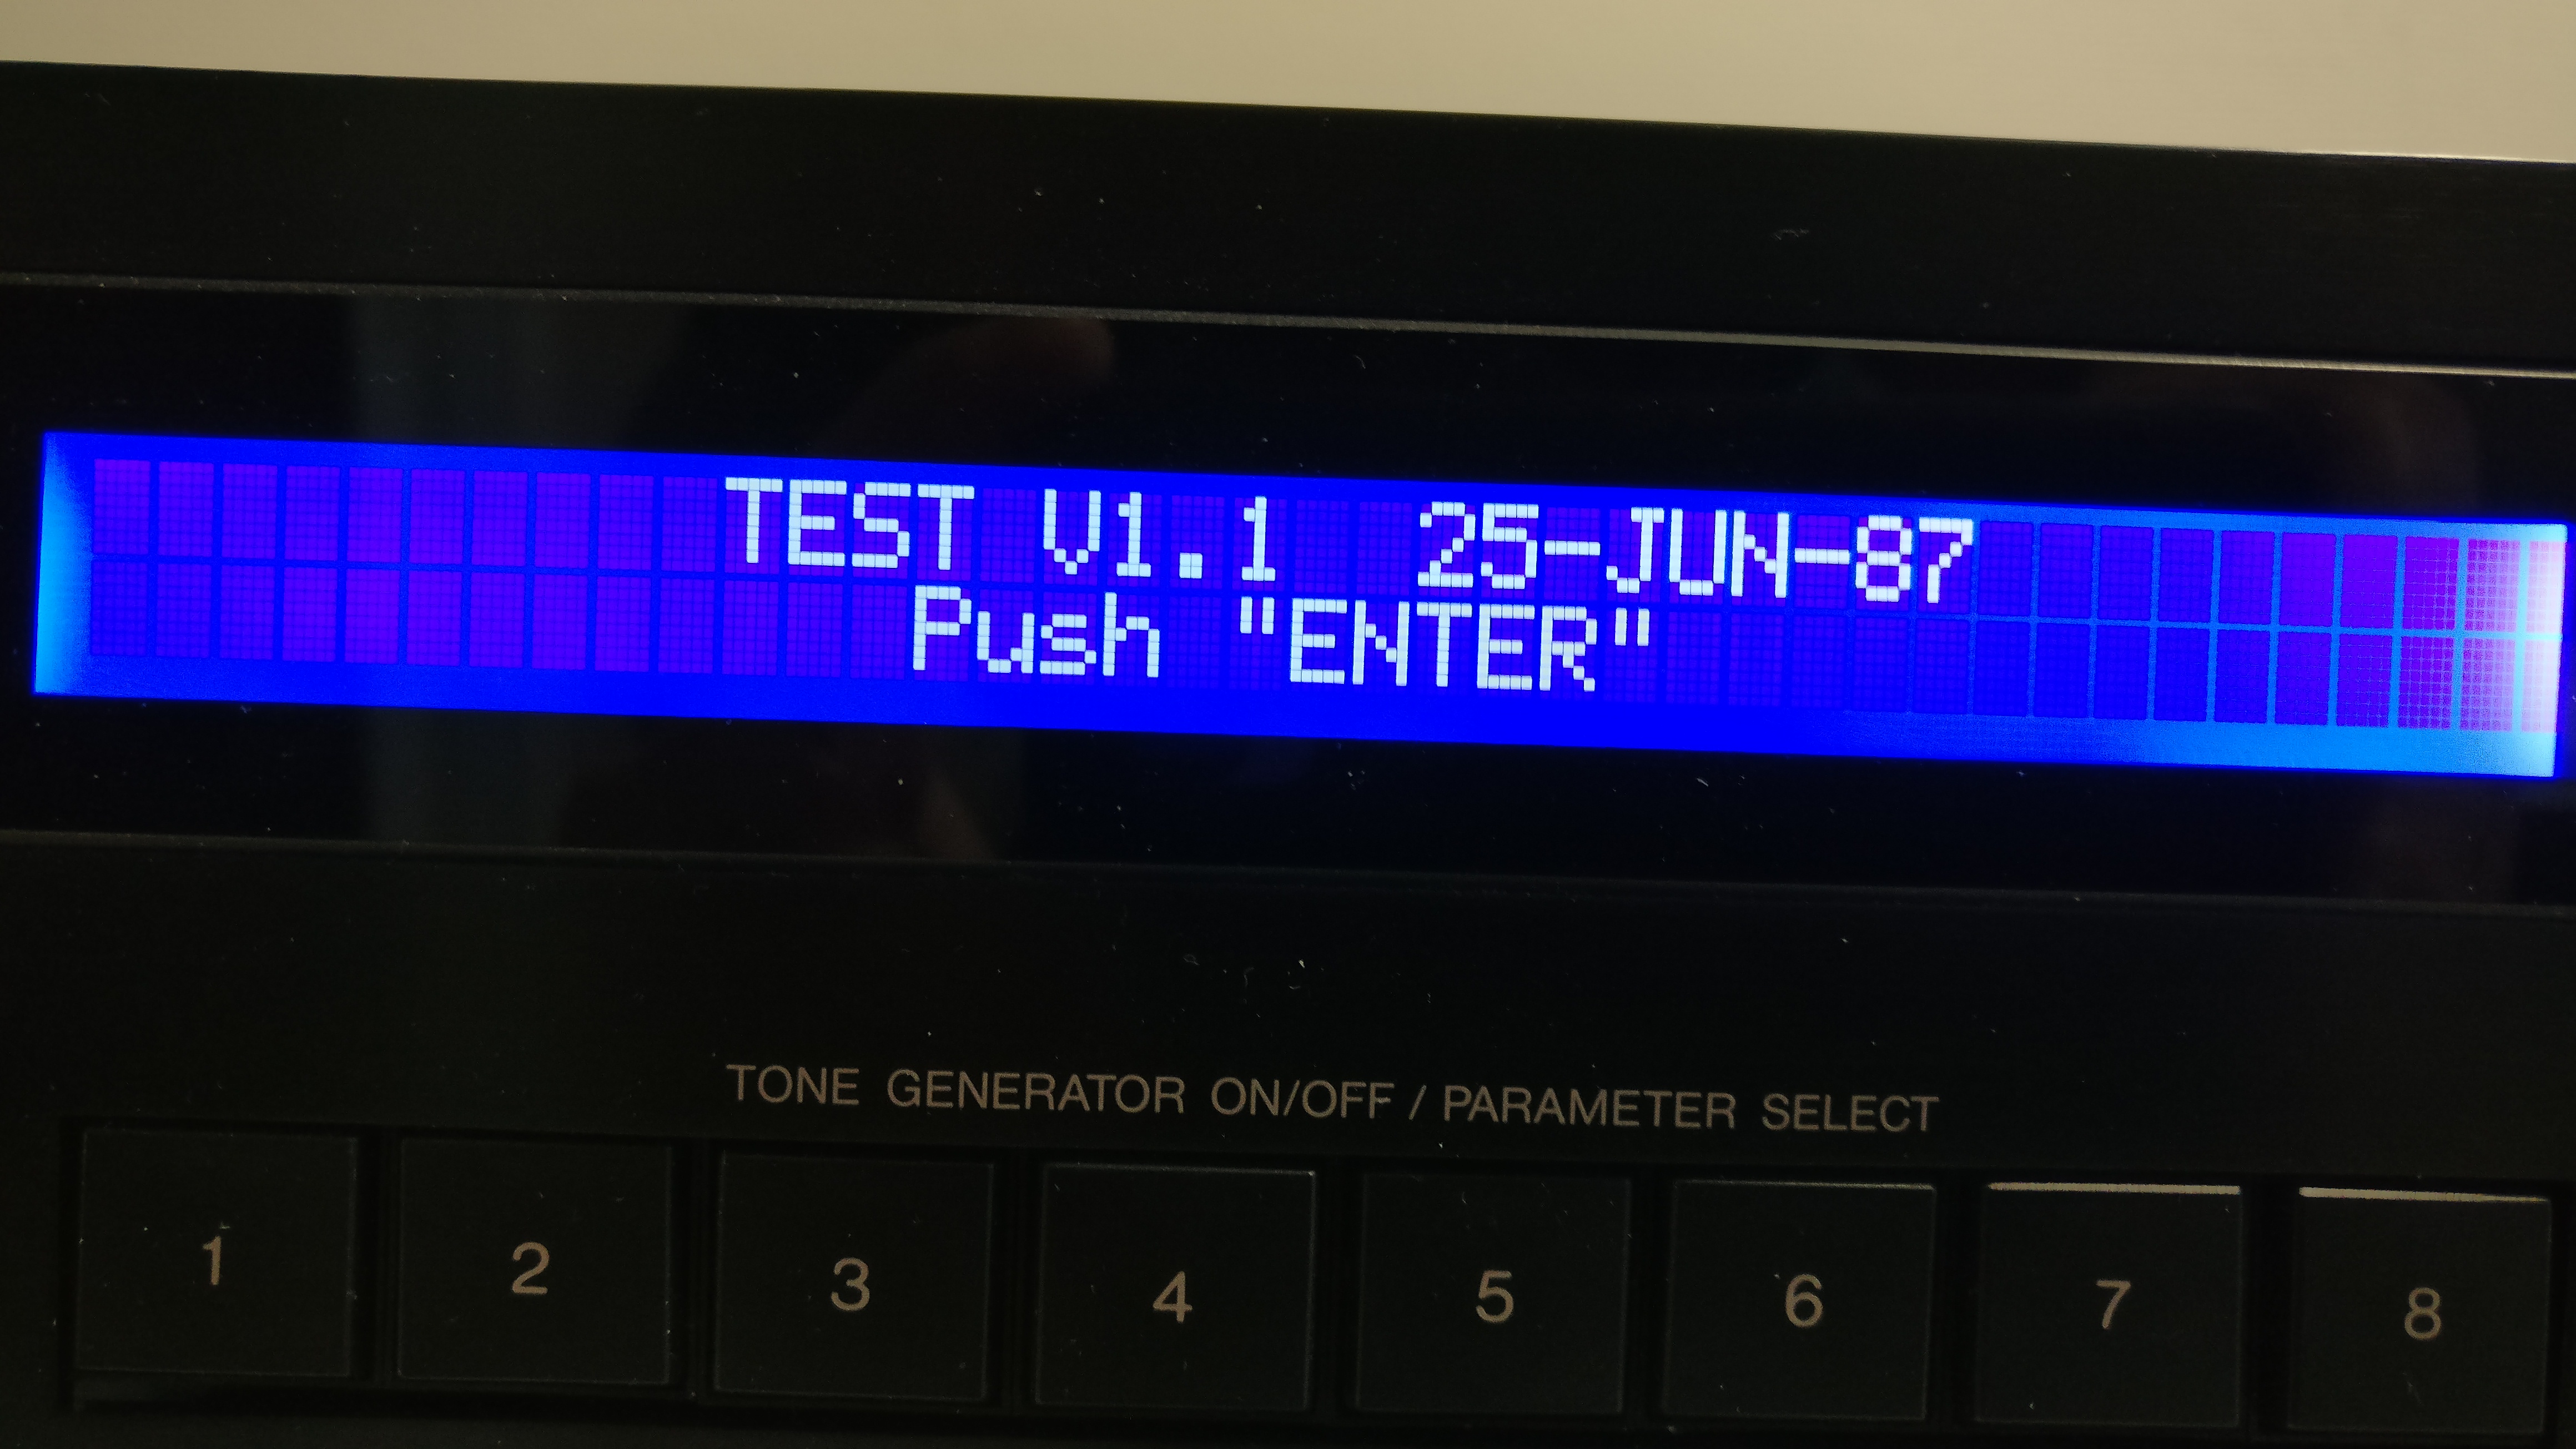 TEST V1.1  25-JUN-87
Push "ENTER"
TONE GENERATOR ON/OFF / PARAMETER SELECT
1 2 3 4 5 6 7 8